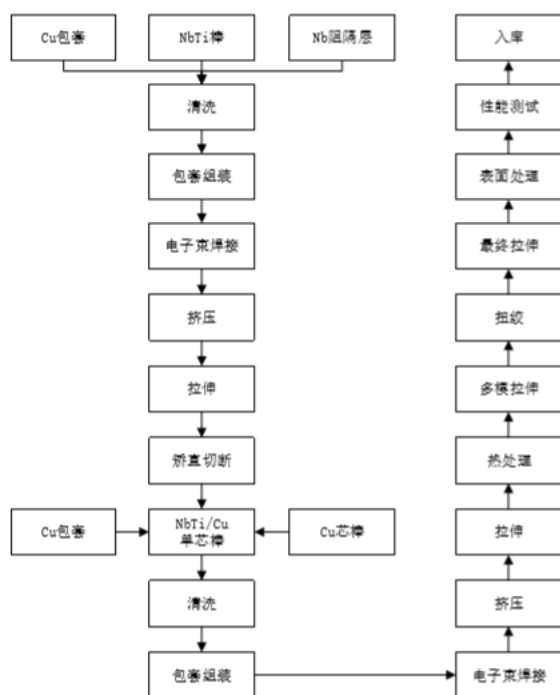 Cu包套
NbTi棒
Nb阻隔层
清洗
包套组装
电子束焊接
挤压
拉伸
矫直切断
Cu包套
NbTi/Cu
单芯棒
Cu芯棒
清洗
包套组装
电子束焊接
挤压
拉伸
热处理
多模拉伸
扭绞
最终拉伸
表面处理
性能测试
入库